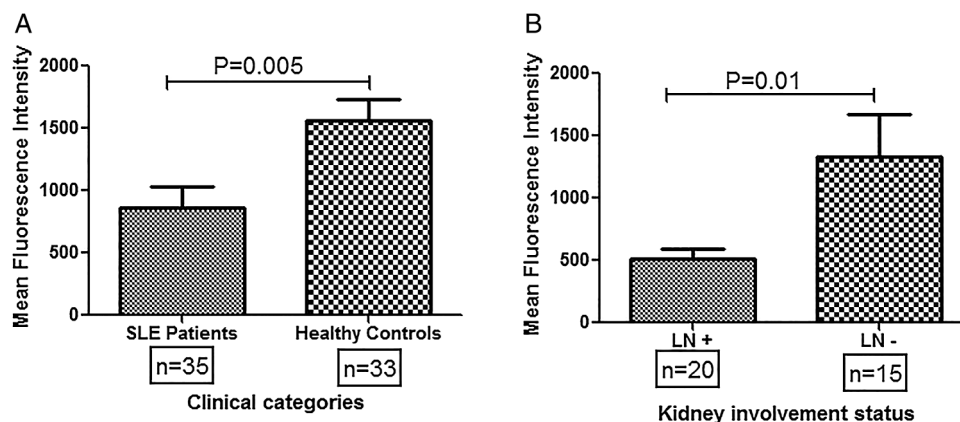 A
Mean Fluorescence Intensity
2000
1500
1000
500
0
P=0.005
SLE Patients
Healthy Controls
n=35
n=33
Clinical categories
B
Mean Fluorescence Intensity
2000
1500
1000
500
0
P=0.01
LN +
LN -
n=20
n=15
Kidney involvement status